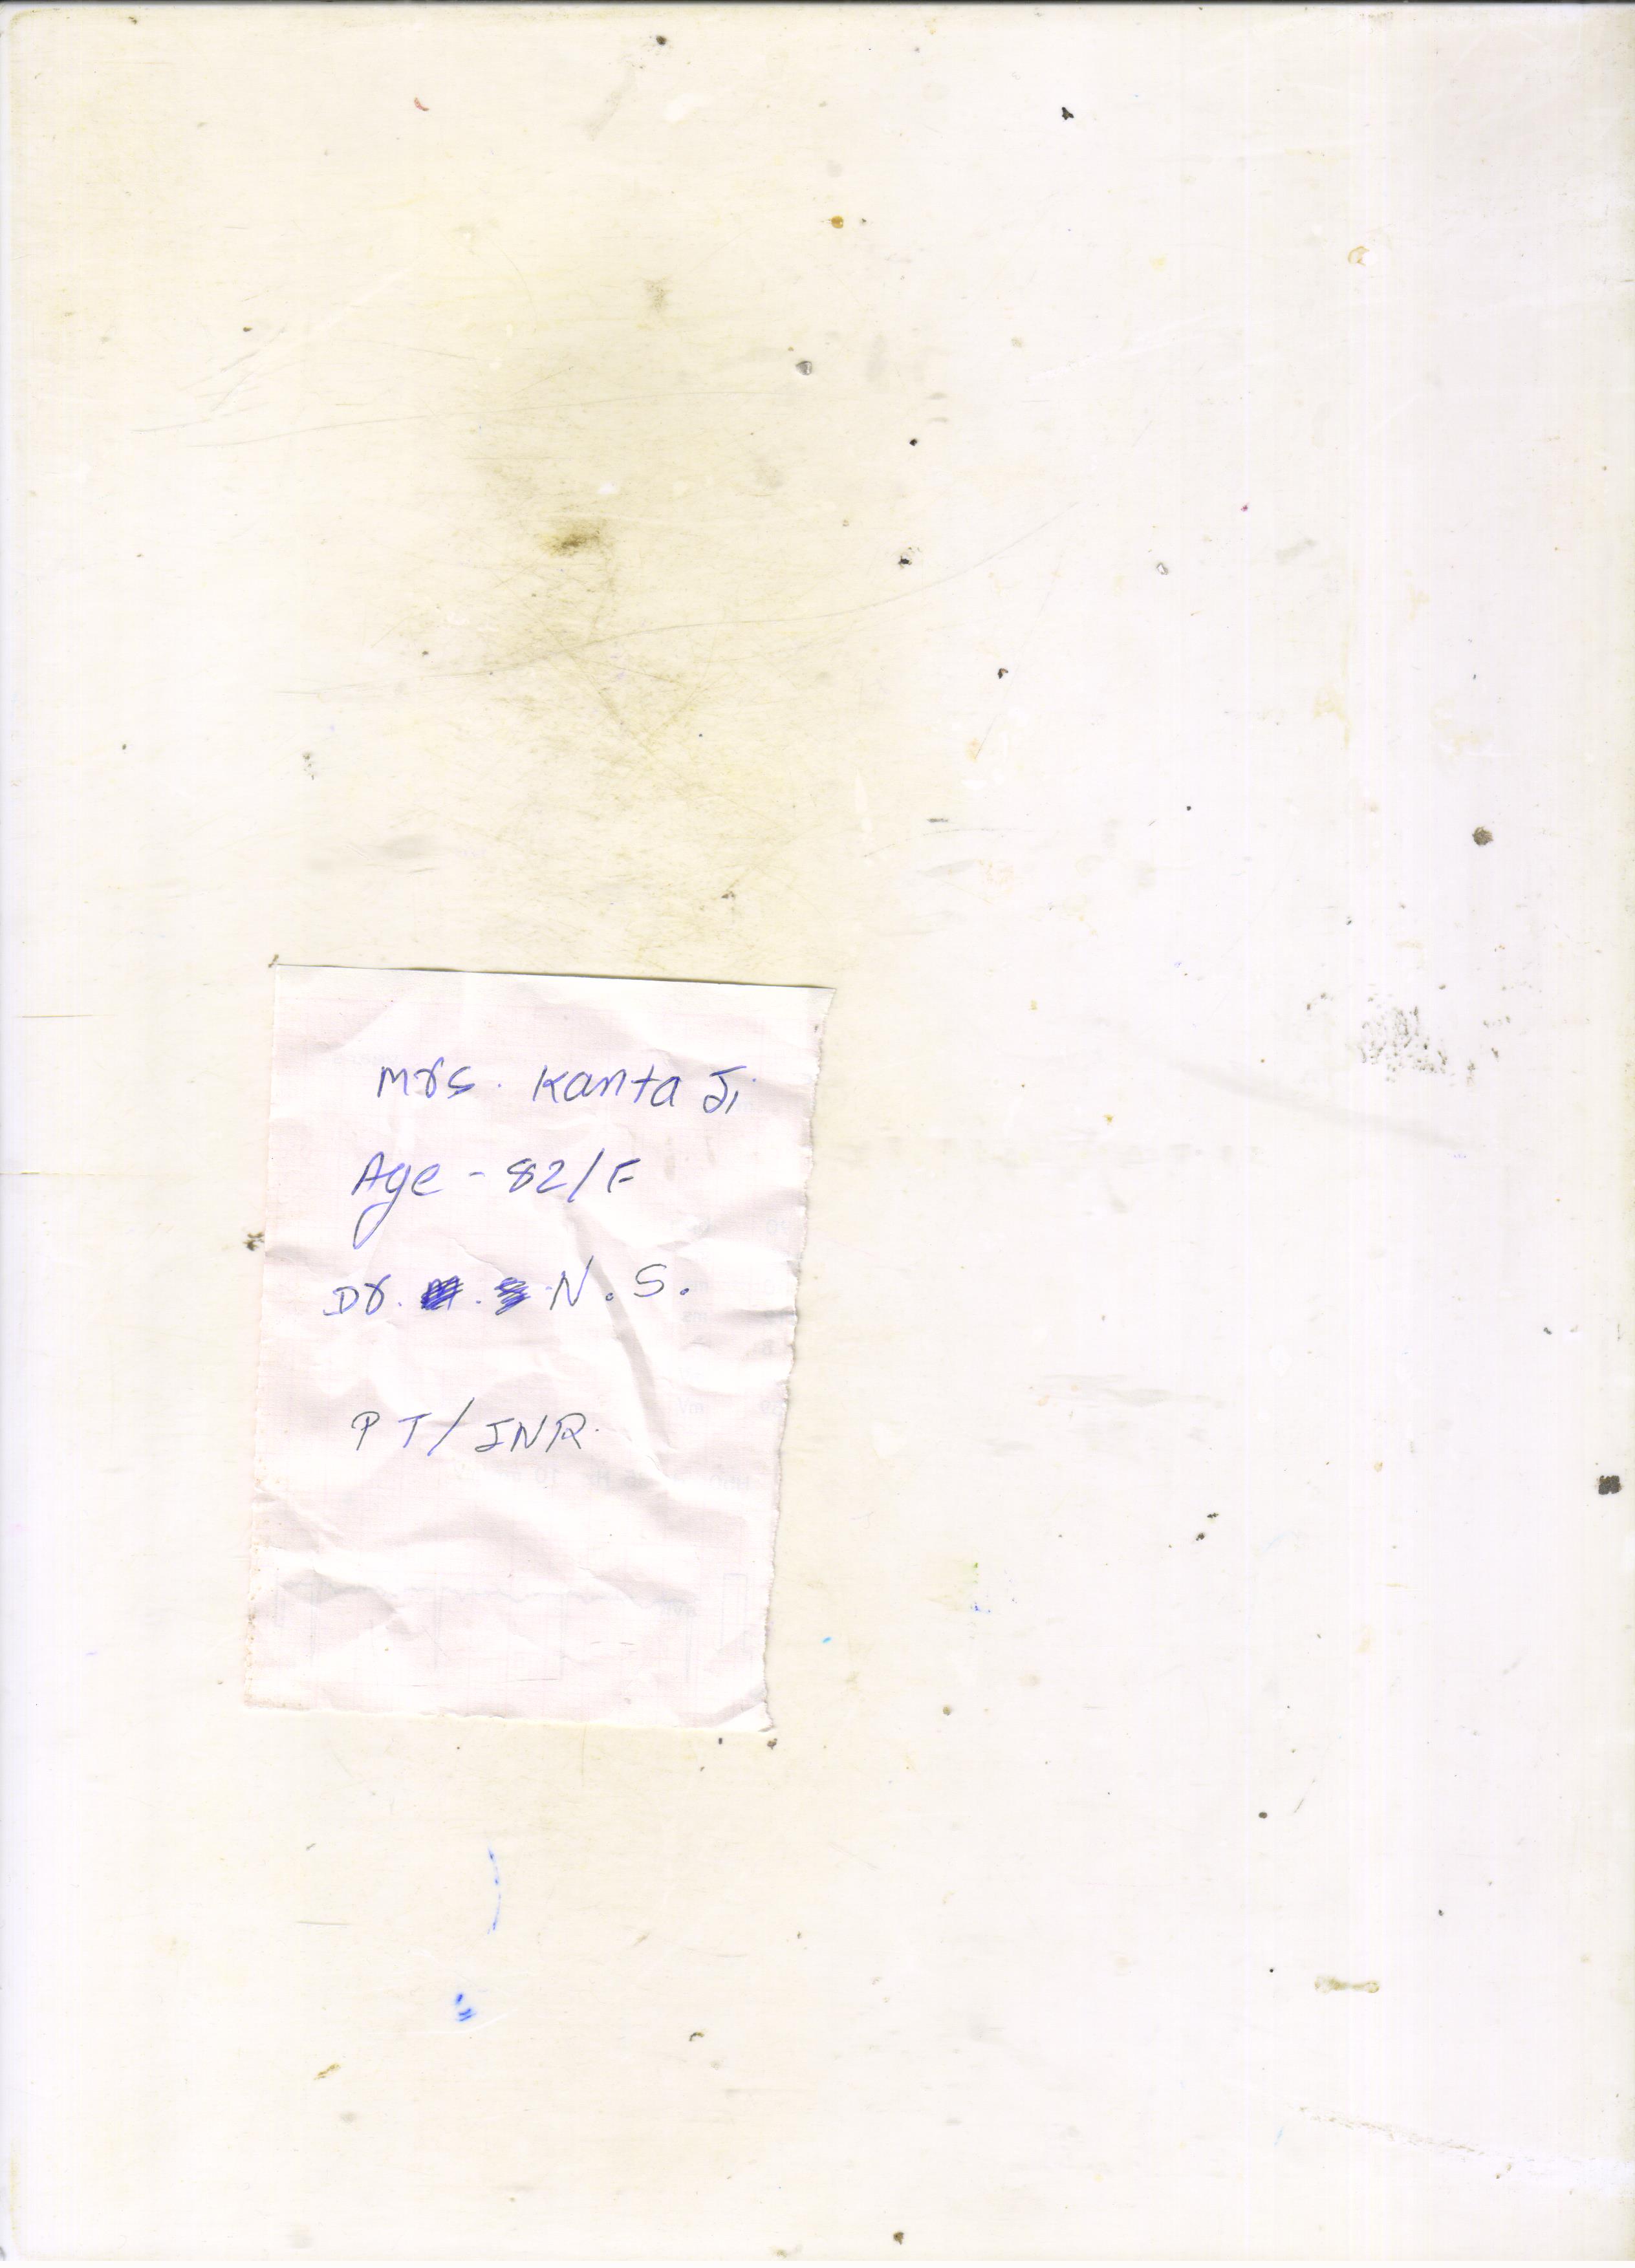 Mrs. Kanta Ji
Age - 82/F
Dr. N.S.
PT/INR